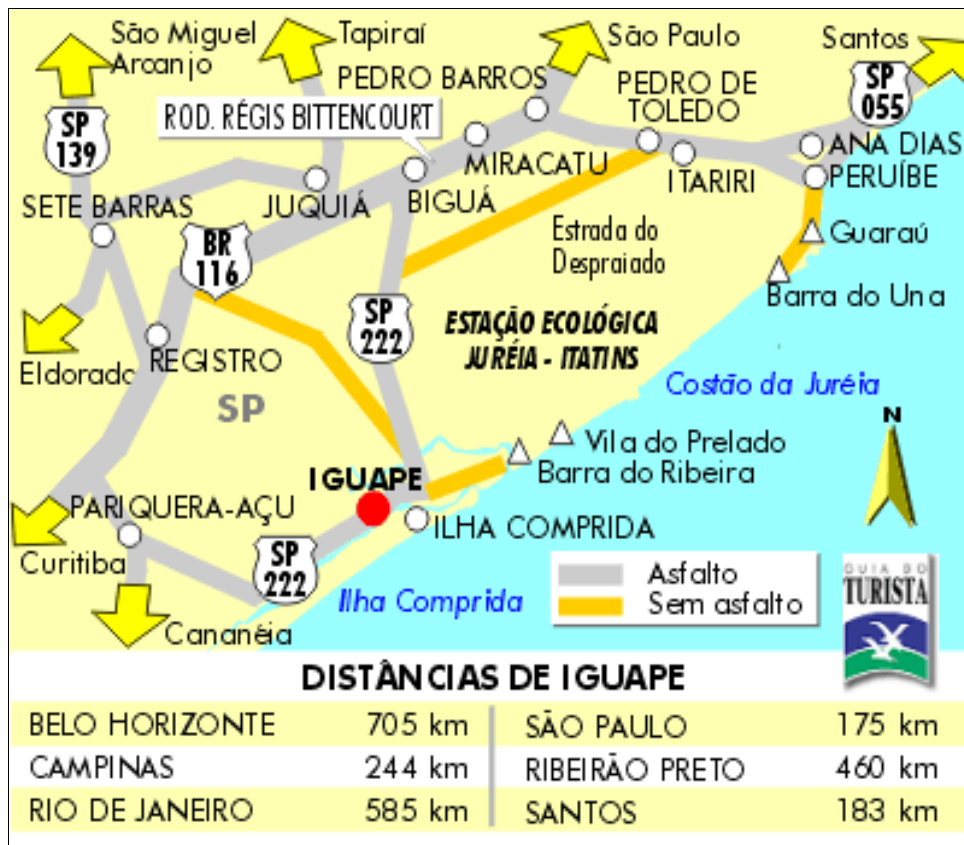 São Miguel
Arcanjo
Tapiraí
São Paulo
Santos
PEDRO BARROS
PEDRO DE
TOLEDO
SP
055
SP
139
ROD. RÉGIS BITTENCOURT
ANA DIAS
MIRACATU
ITARIRI
PERUÍBE
SETE BARRAS
JUQUIÁ
BIGUÁ
BR
116
Estrada do
Despraiado
Guaraú
Barra do Una
SP
222
ESTAÇÃO ECOLÓGICA
JURÉIA - ITATINS
Eldorado
REGISTRO
SP
Costão da Juréia
N
Vila do Prelado
Barra do Ribeira
IGUAPE
PARIQUERA-AÇU
ILHA COMPRIDA
Curitiba
SP
222
Ilha Comprida
Cananéia
Asfalto
Sem asfalto
GUIA DO
TURISTA
DISTÂNCIAS DE IGUAPE
BELO HORIZONTE 705 km
CAMPINAS 244 km
RIO DE JANEIRO 585 km
SÃO PAULO 175 km
RIBEIRÃO PRETO 460 km
SANTOS 183 km